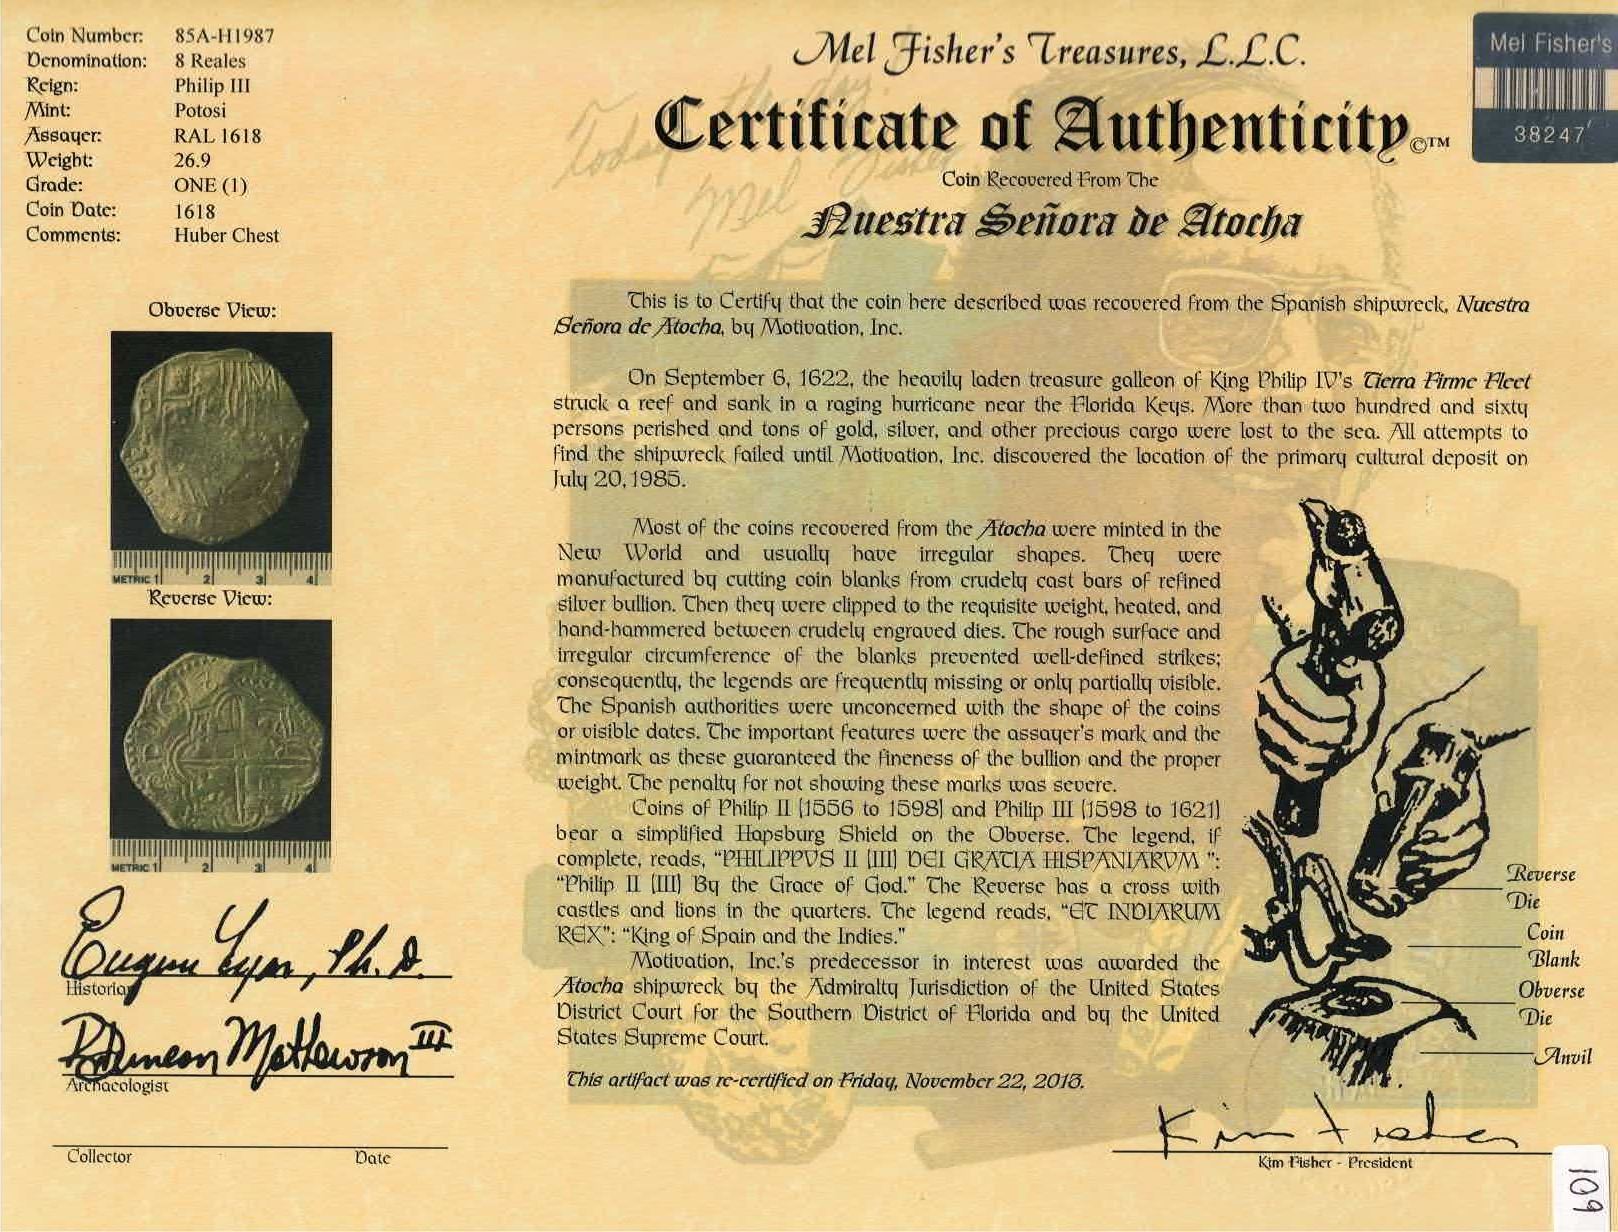 Coin Number: 85A-H1987
Denomination: 8 Reales
Reign: Philip III
Mint: Potosi
Assayer: RAL 1618
Weight: 26.9
Grade: ONE (1)
Coin Date: 1618
Comments: Huber Chest
Obverse View:
METRIC 1 2 3 4
Reverse View:
METRIC 1 2 3 4
Eugene Lyon, Ph.D.
Historian
R Duncan Mathewson III
Archaeologist
Collector Date
Mel Fisher's Treasures, L.L.C.
Certificate of Authenticity ©™
Coin Recovered From The
Nuestra Señora de Atocha
Mel Fisher's
38247
Today the day.
Mel Fisher
This is to Certify that the coin here described was recovered from the Spanish shipwreck, Nuestra
Señora de Atocha, by Motivation, Inc.
On September 6, 1622, the heavily laden treasure galleon of King Philip IV's Tierra Firme Fleet
struck a reef and sank in a raging hurricane near the Florida Keys. More than two hundred and sixty
persons perished and tons of gold, silver, and other precious cargo were lost to the sea. All attempts to
find the shipwreck failed until Motivation, Inc. discovered the location of the primary cultural deposit on
July 20, 1985.
Most of the coins recovered from the Atocha were minted in the
New World and usually have irregular shapes. They were
manufactured by cutting coin blanks from crudely cast bars of refined
silver bullion. Then they were clipped to the requisite weight, heated, and
hand-hammered between crudely engraved dies. The rough surface and
irregular circumference of the blanks prevented well-defined strikes;
consequently, the legends are frequently missing or only partially visible.
The Spanish authorities were unconcerned with the shape of the coins
or visible dates. The important features were the assayer's mark and the
mintmark as these guaranteed the fineness of the bullion and the proper
weight. The penalty for not showing these marks was severe.
Coins of Philip II (1556 to 1598) and Philip III (1598 to 1621)
bear a simplified Hapsburg Shield on the Obverse. The legend, if
complete, reads, "PHILIPPVS II (III) DEI GRATIA HISPANIARVM ":
"Philip II (III) By the Grace of God." The Reverse has a cross with
castles and lions in the quarters. The legend reads, "ET INDIARUM
REX": "King of Spain and the Indies."
Motivation, Inc.'s predecessor in interest was awarded the
Atocha shipwreck by the Admiralty Jurisdiction of the United States
District Court for the Southern District of Florida and by the United
States Supreme Court.
This artifact was re-certified on Friday, November 22, 2013.
Reverse
Die
Coin
Blank
Obverse
Die
Anvil
Kim Fisher
Kim Fisher - President
109